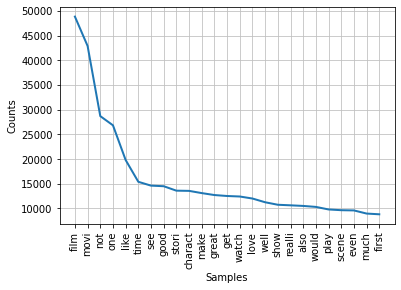 50000
45000
40000
35000
30000
25000
20000
15000
10000
Counts
film
movi
not
one
like
time
see
good
stori
charact
make
great
get
watch
love
well
show
realli
also
would
play
scene
even
much
first
Samples